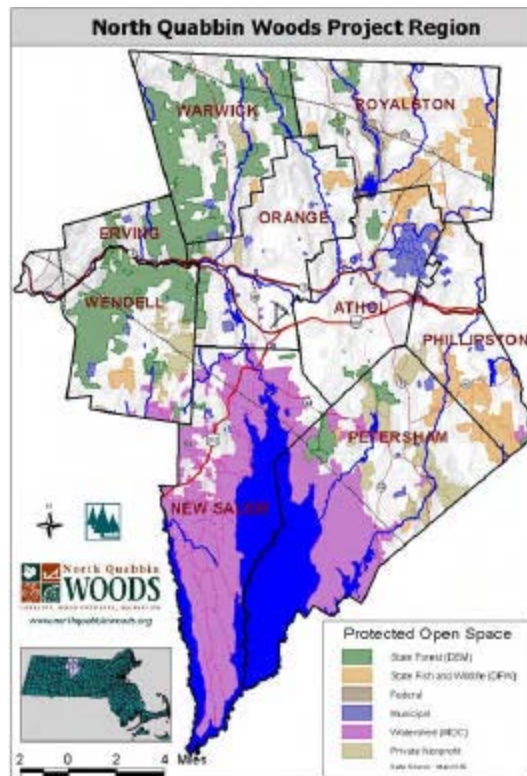 North Quabbin Woods Project Region
WARWICK
ROYALSTON
ORANGE
ERVING
WENDELL
ATHOL
PHILLIPSTON
PETERSHAM
NEW SALEM
North Quabbin
WOODS
www.northquabbinwoods.org
Protected Open Space
State Forest (DEM)
State Fish and Wildlife (DFW)
Federal
Municipal
Watershed (MDC)
Private Nonprofit
2 0 2 4 Miles